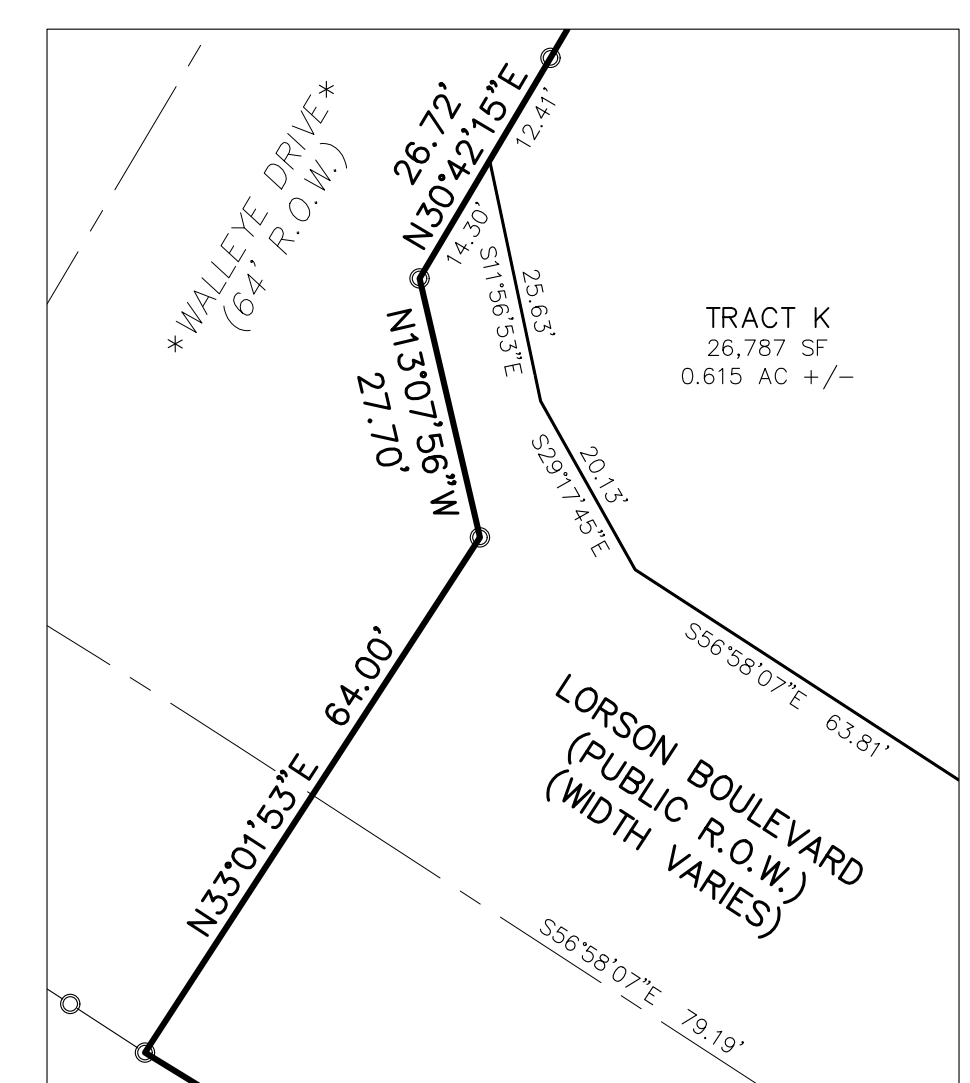 26.72'
N30°42'15"E
12.41'
*WALLEYE DRIVE*
(64' R.O.W.)
14.30'
S11°56'53"E
25.63'
TRACT K
26,787 SF
0.615 AC +/−
N13°07'56"W
27.70'
20.13'
S29°17'45"E
S56°58'07"E 63.81'
N33°01'53"E 64.00'
LORSON BOULEVARD
(PUBLIC R.O.W.)
(WIDTH VARIES)
S56°58'07"E 79.19'